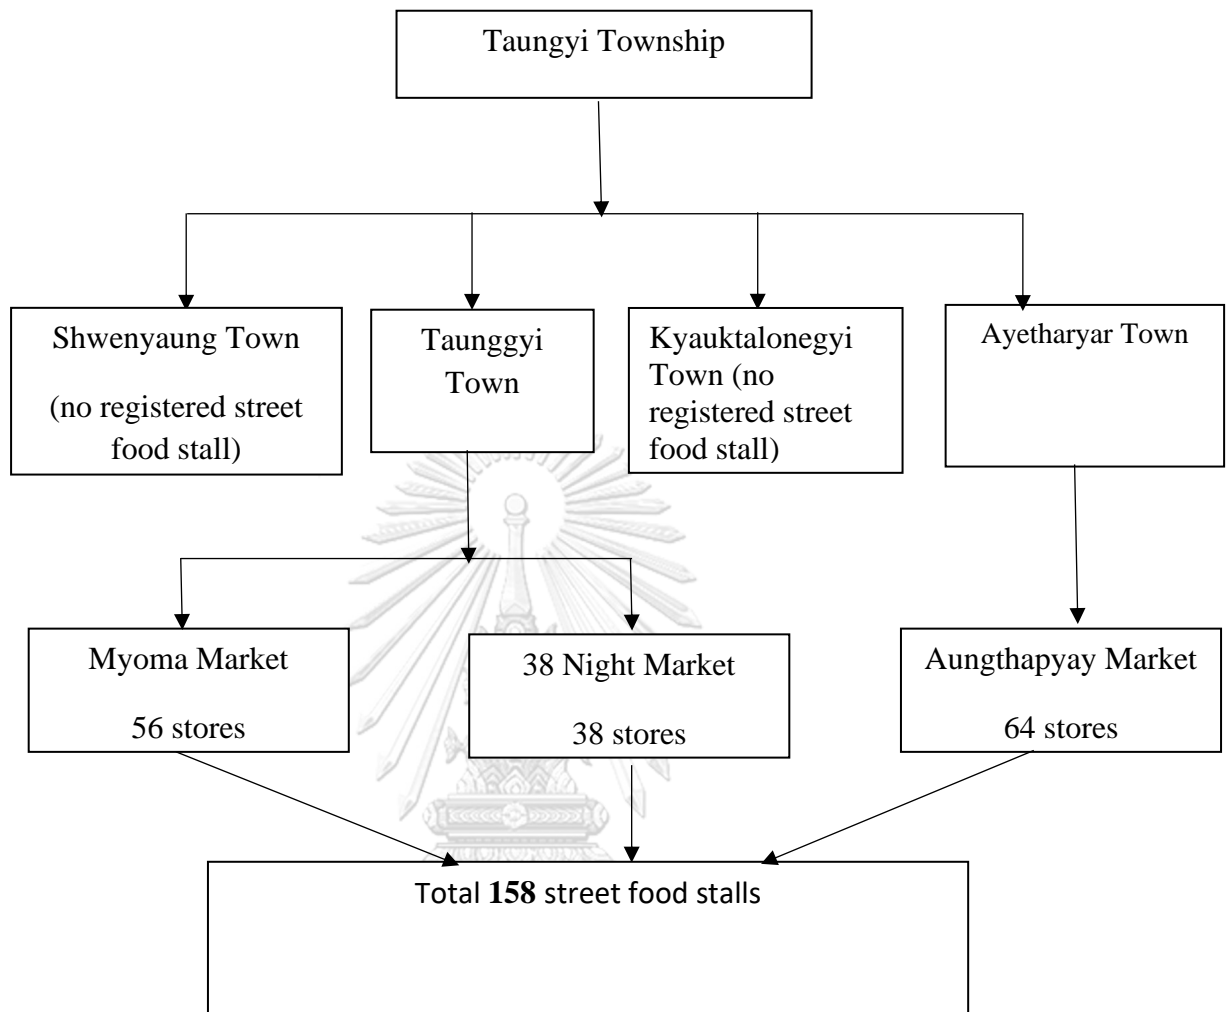 Taungyi Township
Shwenyaung Town
(no registered street
food stall)
Taunggyi
Town
Kyauktalonegyi
Town (no
registered street
food stall)
Ayetharyar Town
Myoma Market
56 stores
38 Night Market
38 stores
Aungthapyay Market
64 stores
Total 158 street food stalls